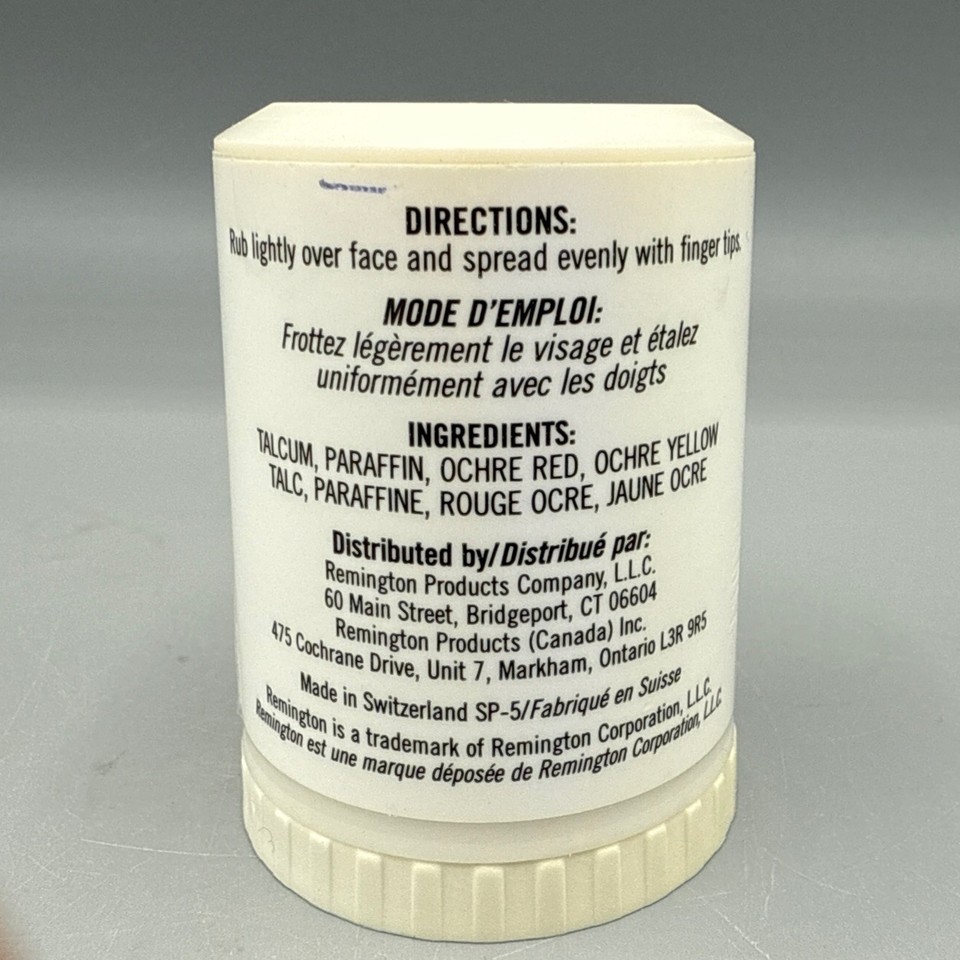 DIRECTIONS:
Rub lightly over face and spread evenly with finger tips.
MODE D'EMPLOI:
Frottez légèrement le visage et étalez
uniformément avec les doigts
INGREDIENTS:
TALCUM, PARAFFIN, OCHRE RED, OCHRE YELLOW
TALC, PARAFFINE, ROUGE OCRE, JAUNE OCRE
Distributed by/Distribué par:
Remington Products Company, L.L.C.
60 Main Street, Bridgeport, CT 06604
Remington Products (Canada) Inc.
475 Cochrane Drive, Unit 7, Markham, Ontario L3R 9R5
Made in Switzerland SP-5/Fabriqué en Suisse
Remington is a trademark of Remington Corporation, L.L.C.
Remington est une marque déposée de Remington Corporation, L.L.C.